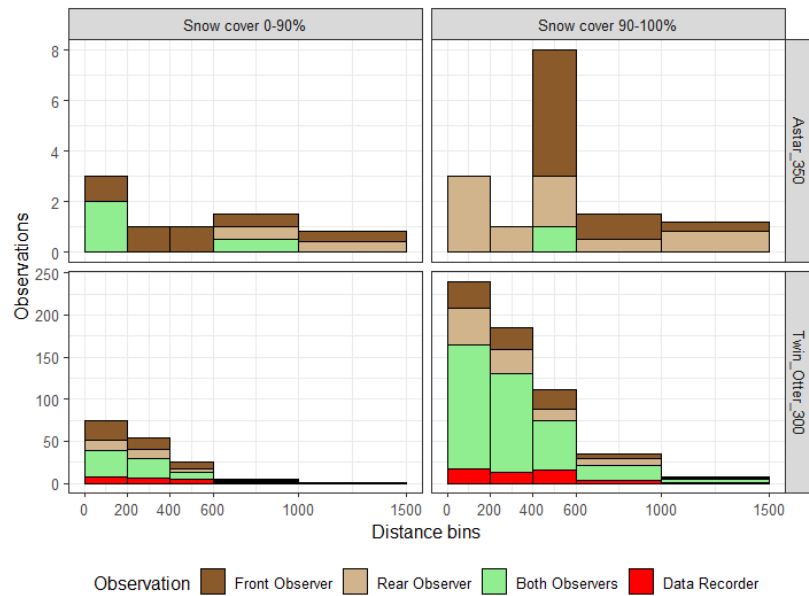 Snow cover 0-90%
Snow cover 90-100%
8
6
4
2
0
Astar_350
Observations
250
200
150
100
50
0
Twin_Otter_300
0 200 400 600 1000 1500
0 200 400 600 1000 1500
Distance bins
Observation Front Observer Rear Observer Both Observers Data Recorder